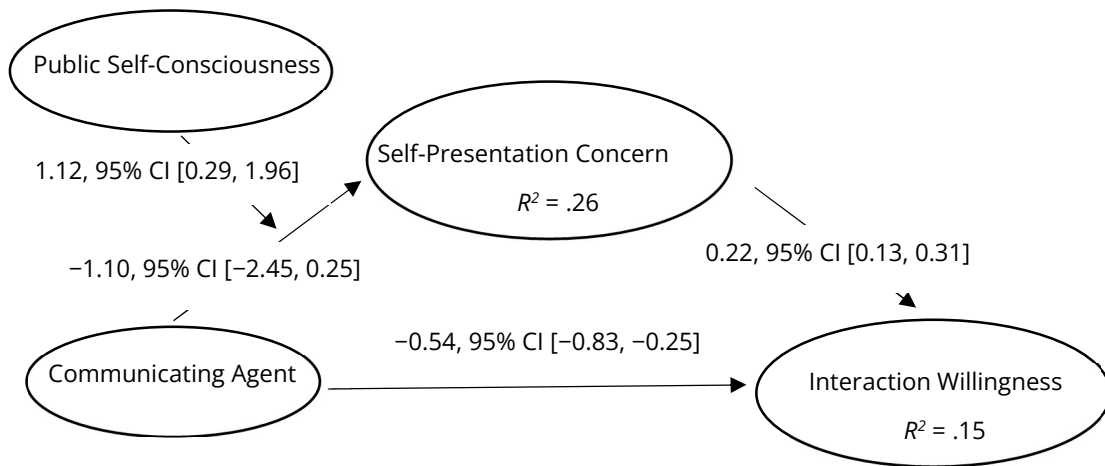 Public Self-Consciousness
1.12, 95% CI [0.29, 1.96]
Self-Presentation Concern
R² = .26
−1.10, 95% CI [−2.45, 0.25]
0.22, 95% CI [0.13, 0.31]
−0.54, 95% CI [−0.83, −0.25]
Communicating Agent
Interaction Willingness
R² = .15